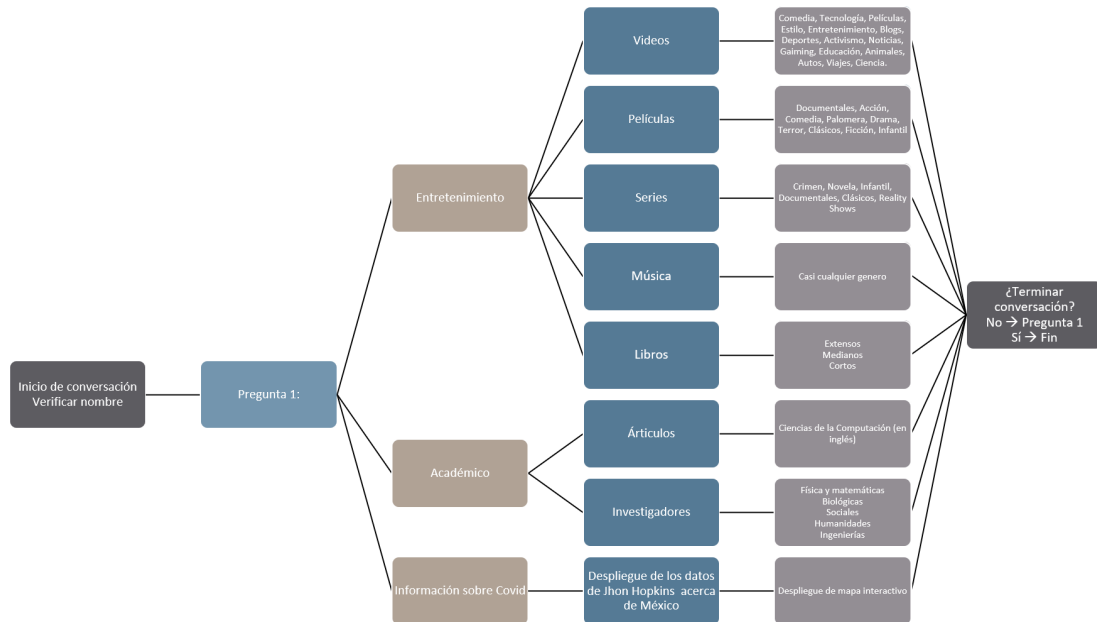 Inicio de conversación
Verificar nombre
Pregunta 1:
Entretenimiento
Videos
Comedia, Tecnología, Películas,
Estilo, Entretenimiento, Blogs,
Deportes, Activismo, Noticias,
Gaiming, Educación, Animales,
Autos, Viajes, Ciencia.
Películas
Documentales, Acción,
Comedia, Palomera, Drama,
Terror, Clásicos, Ficción, Infantil
Series
Crimen, Novela, Infantil,
Documentales, Clásicos, Reality
Shows
Música
Casi cualquier genero
Libros
Extensos
Medianos
Cortos
Académico
Árticulos
Ciencias de la Computación (en
inglés)
Investigadores
Física y matemáticas
Biológicas
Sociales
Humanidades
Ingenierías
Información sobre Covid
Despliegue de los datos
de Jhon Hopkins acerca
de México
Despliegue de mapa interactivo
¿Terminar
conversación?
No → Pregunta 1
Sí → Fin